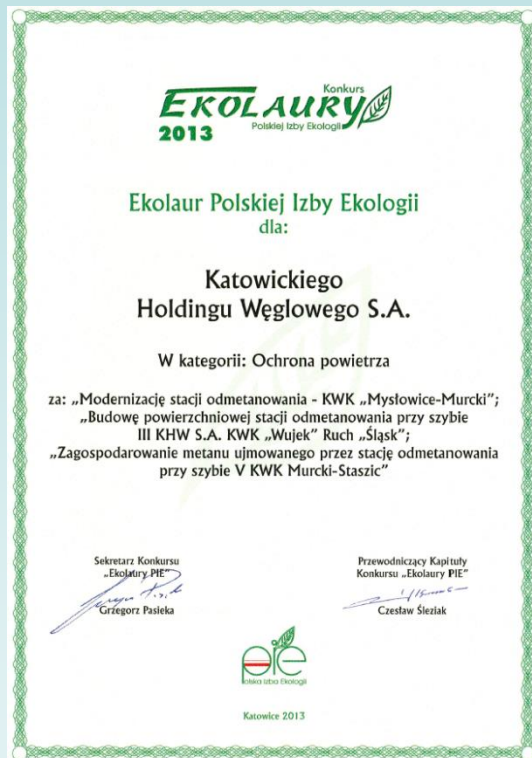 Konkurs
EKOLAURY
2013
Polskiej Izby Ekologii
Ekolaur Polskiej Izby Ekologii
dla:
Katowickiego
Holdingu Węglowego S.A.
W kategorii: Ochrona powietrza
za: „Modernizację stacji odmetanowania - KWK „Mysłowice-Murcki”;
„Budowę powierzchniowej stacji odmetanowania przy szybie
III KHW S.A. KWK „Wujek” Ruch „Śląsk”;
„Zagospodarowanie metanu ujmowanego przez stację odmetanowania
przy szybie V KWK Murcki-Staszic”
Sekretarz Konkursu
„Ekolaury PIE”
Grzegorz Pasieka
Przewodniczący Kapituły
Konkursu „Ekolaury PIE”
Czesław Śleziak
pie
Polska Izba Ekologii
Katowice 2013